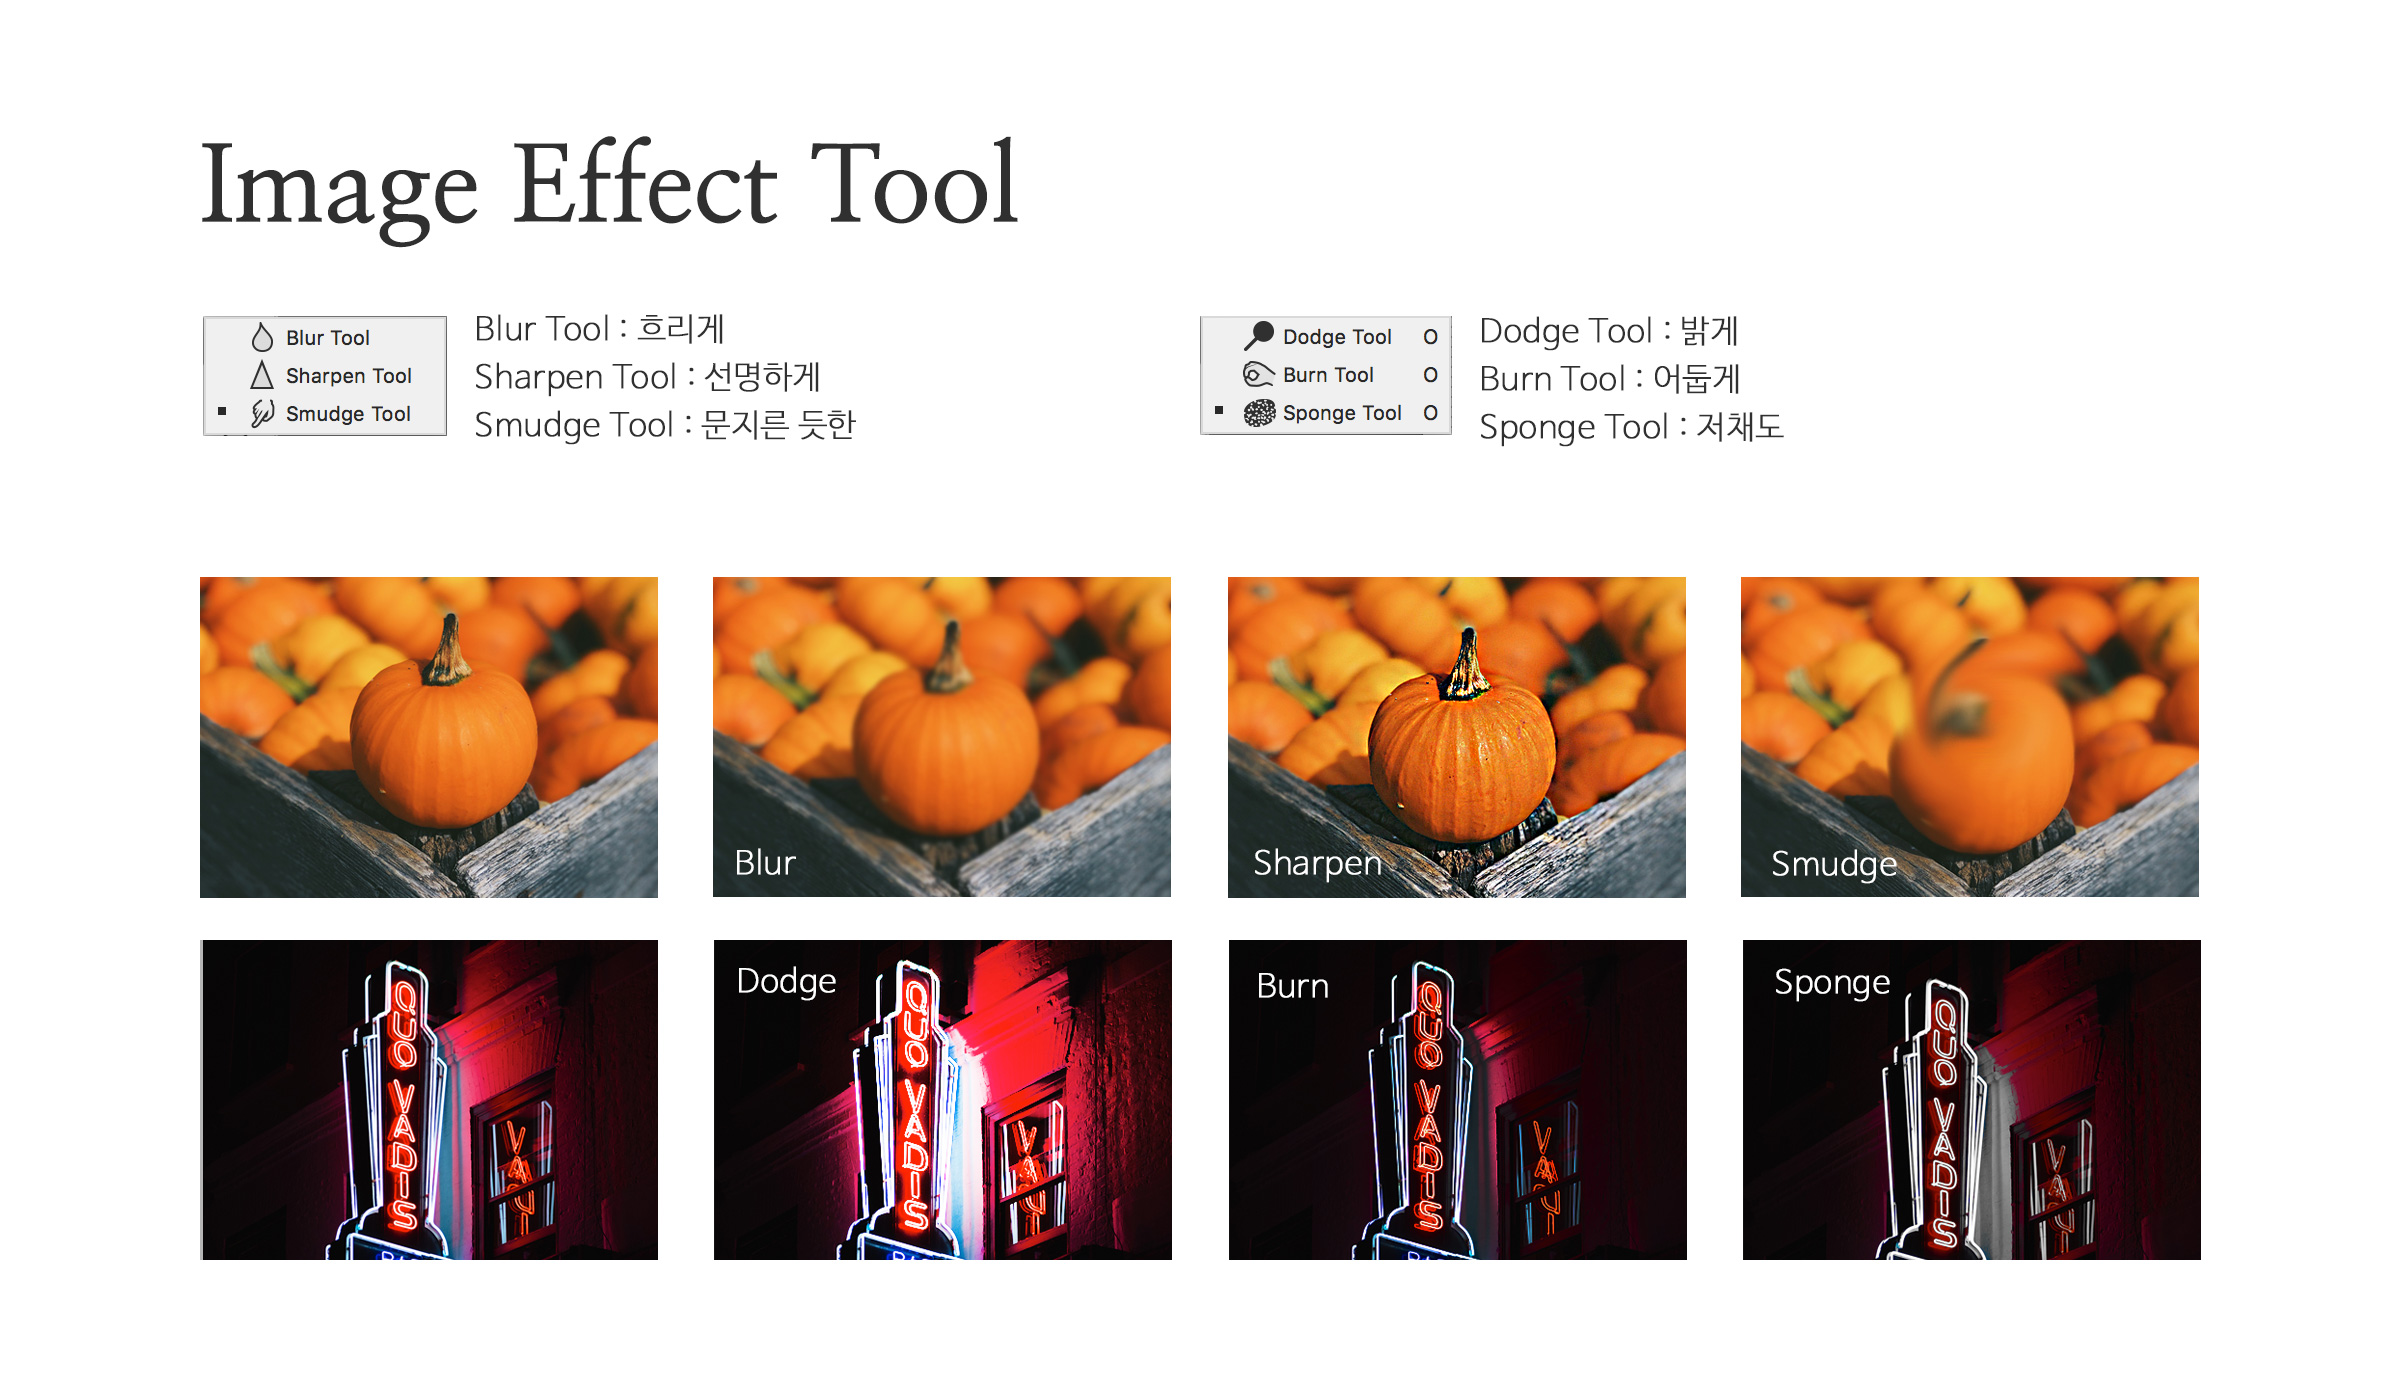 Image Effect Tool
Blur Tool
Sharpen Tool
Smudge Tool
Blur Tool : 흐리게
Sharpen Tool : 선명하게
Smudge Tool : 문지른 듯한
Dodge Tool O
Burn Tool O
Sponge Tool O
Dodge Tool : 밝게
Burn Tool : 어둡게
Sponge Tool : 저채도
Blur
Sharpen
Smudge
QUO VADIS
Dodge
QUO VADIS
Burn
QUO VADIS
Sponge
QUO VADIS